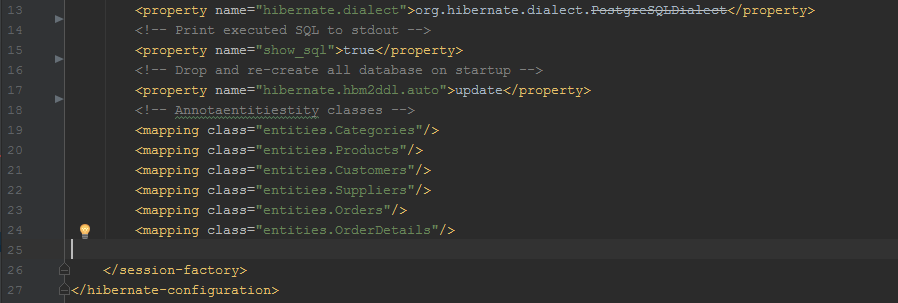 13 <property name="hibernate.dialect">org.hibernate.dialect.PostgreSQLDialect</property>
14 <!-- Print executed SQL to stdout -->
15 <property name="show_sql">true</property>
16 <!-- Drop and re-create all database on startup -->
17 <property name="hibernate.hbm2ddl.auto">update</property>
18 <!-- Annotaentitiestity classes -->
19 <mapping class="entities.Categories"/>
20 <mapping class="entities.Products"/>
21 <mapping class="entities.Customers"/>
22 <mapping class="entities.Suppliers"/>
23 <mapping class="entities.Orders"/>
24 <mapping class="entities.OrderDetails"/>
25
26 </session-factory>
27 </hibernate-configuration>